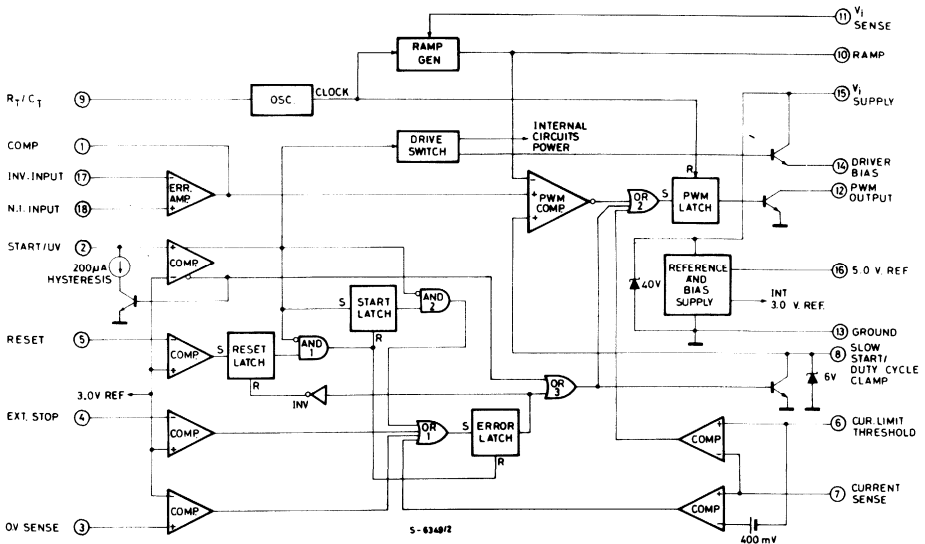 11 Vi SENSE
RAMP GEN
10 RAMP
RT/CT 9
OSC.
CLOCK
15 Vi SUPPLY
COMP 1
DRIVE SWITCH
INTERNAL CIRCUITS POWER
14 DRIVER BIAS
INV. INPUT 17
- ERR. AMP +
N.I. INPUT 18
- + + PWM COMP
OR 2
S
R
PWM LATCH
12 PWM OUTPUT
START/UV 2
+ COMP. -
200µA HYSTERESIS
40V
REFERENCE AND BIAS SUPPLY
16 5.0 V. REF
INT 3.0 V. REF.
S
START LATCH
R
AND 2
13 GROUND
RESET 5
- COMP +
S
RESET LATCH
R
AND 1
8 SLOW START/ DUTY CYCLE CLAMP
6V
3.0V REF
INV
OR 3
EXT. STOP 4
- COMP +
OR 1
S
ERROR LATCH
R
+ COMP -
6 CUR. LIMIT THRESHOLD
7 CURRENT SENSE
OV SENSE 3
- COMP +
+ COMP -
400 mV
S-6349/2